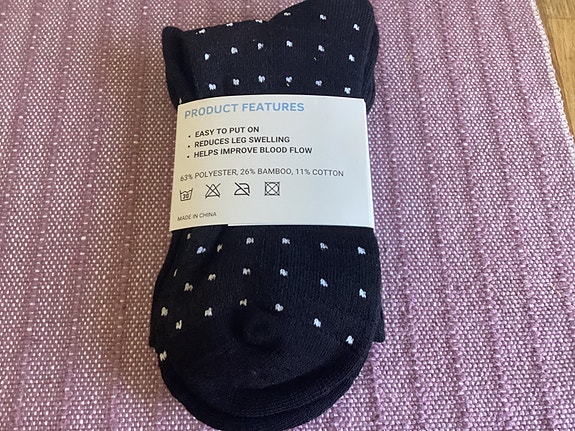 PRODUCT FEATURES
• EASY TO PUT ON
• REDUCES LEG SWELLING
• HELPS IMPROVE BLOOD FLOW
63% POLYESTER, 26% BAMBOO, 11% COTTON
30
MADE IN CHINA